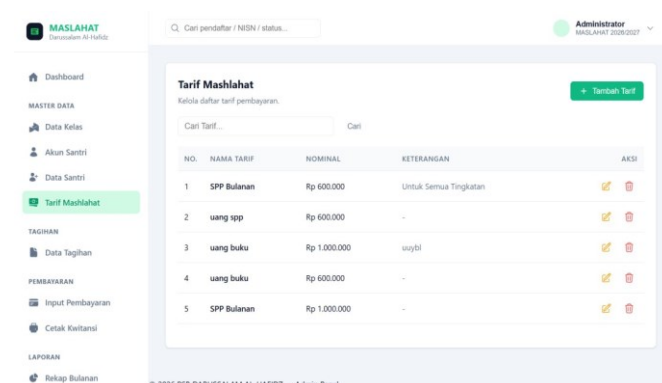 MASLAHAT
Darussalam Al-Hafidz
Cari pendaftar / NISN / status...
Administrator
MASLAHAT 2026/2027
Dashboard
MASTER DATA
Data Kelas
Akun Santri
Data Santri
Tarif Mashlahat
TAGIHAN
Data Tagihan
PEMBAYARAN
Input Pembayaran
Cetak Kwitansi
LAPORAN
Rekap Bulanan
Tarif Mashlahat
Kelola daftar tarif pembayaran.
+ Tambah Tarif
Cari Tarif... Cari
NO. NAMA TARIF NOMINAL KETERANGAN AKSI
1 SPP Bulanan Rp 600.000 Untuk Semua Tingkatan
2 uang spp Rp 600.000 -
3 uang buku Rp 1.000.000 uuybl
4 uang buku Rp 600.000 -
5 SPP Bulanan Rp 1.000.000 -